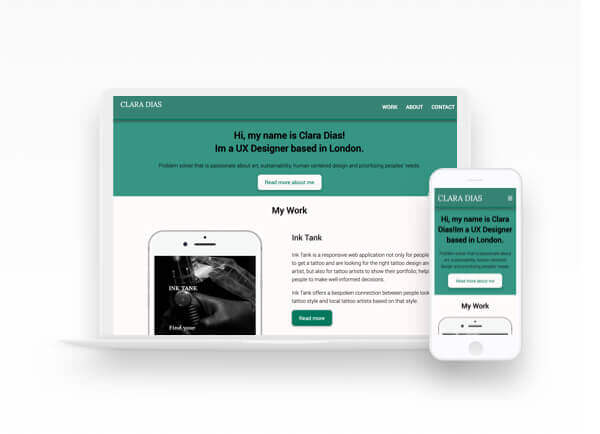 CLARA DIAS
WORK ABOUT CONTACT
Hi, my name is Clara Dias!
Im a UX Designer based in London.
Problem solver that is passionate about art, sustainability, human centered design and prioritising peoples' needs
Read more about me
My Work
INK TANK
Find your
Ink Tank
Ink Tank is a responsive web application not only for people
to get a tattoo and are looking for the right tattoo design an
artist, but also for tattoo artists to show their portfolio, help
people to make well-informed decisions.
Ink Tank offers a bespoken connection between people look
tattoo style and local tattoo artists based on that style.
Read more
CLARA DIAS
Hi, my name is Clara
Dias!Im a UX Designer
based in London.
Problem solver that is passionate about
art, sustainability, human centered
design and prioritising peoples' needs
Read more about me
My Work